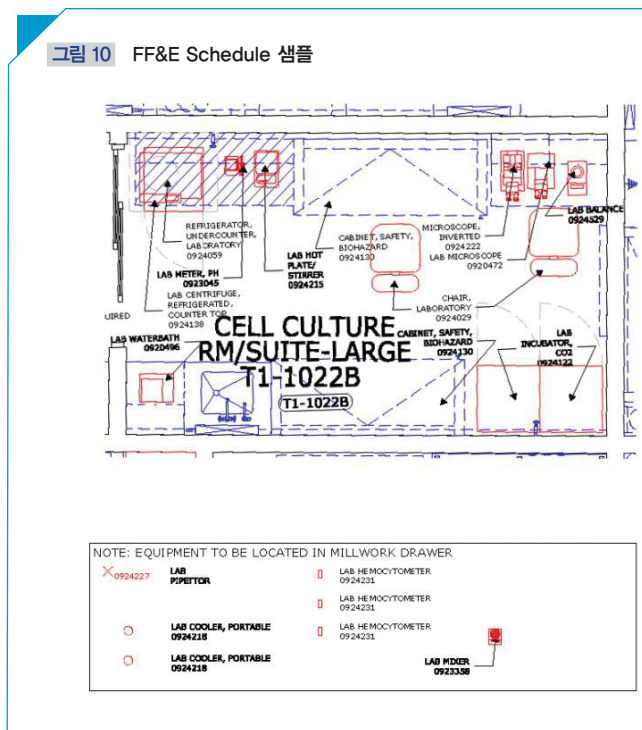 그림 10 FF&E Schedule 샘플
REFRIGERATOR,
UNDERCOUNTER,
LABORATORY
0924059
LAB METER, PH
0923045
LAB CENTRIFUGE,
REFRIGERATED,
COUNTER TOP
0924138
UIRED
LAB WATERBATH
0920496
LAB HOT
PLATE/
STIRRER
0924215
CABINET, SAFETY,
BIOHAZARD
0924130
MICROSCOPE,
INVERTED
0924222
LAB MICROSCOPE
0920472
LAB BALANCE
0924529
CHAIR,
LABORATORY
0924029
CELL CULTURE
RM/SUITE-LARGE
T1-1022B
T1-1022B
CABINET, SAFETY,
BIOHAZARD
0924130
LAB
INCUBATOR,
CO2
0924122
NOTE: EQUIPMENT TO BE LOCATED IN MILLWORK DRAWER
0924227 LAB
PIPETTOR
LAB COOLER, PORTABLE
0924218
LAB COOLER, PORTABLE
0924218
LAB HEMOCYTOMETER
0924231
LAB HEMOCYTOMETER
0924231
LAB HEMOCYTOMETER
0924231
LAB MIXER
0923358